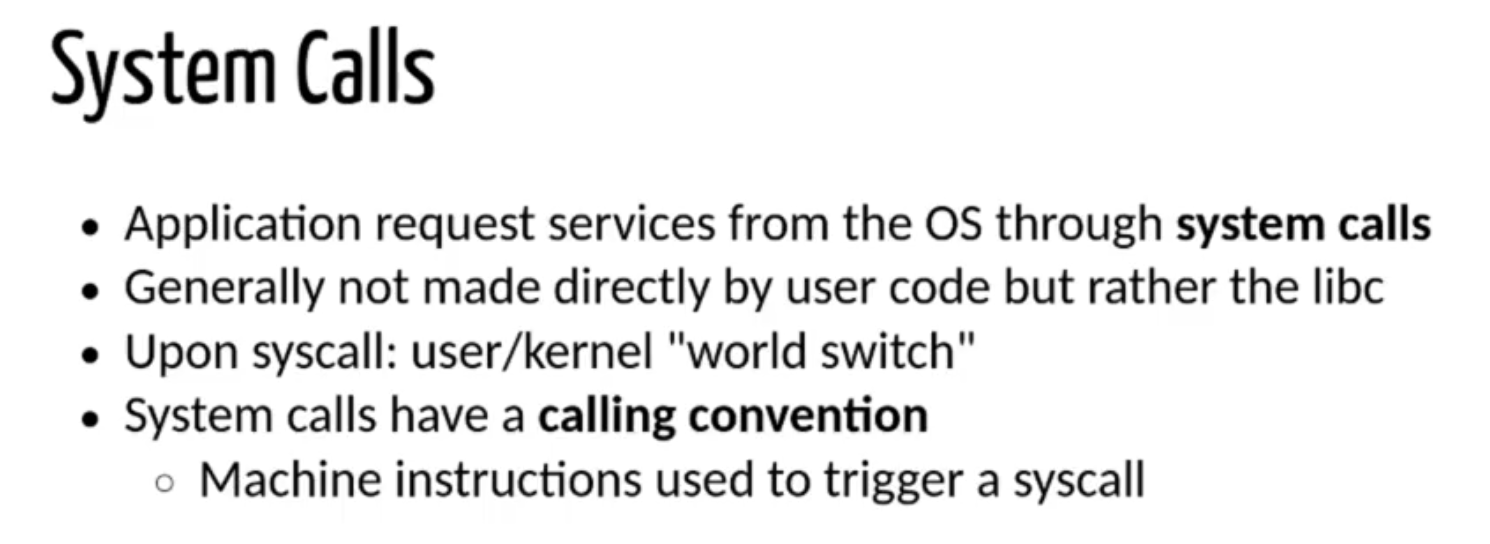 System Calls
• Application request services from the OS through system calls
• Generally not made directly by user code but rather the libc
• Upon syscall: user/kernel "world switch"
• System calls have a calling convention
○ Machine instructions used to trigger a syscall